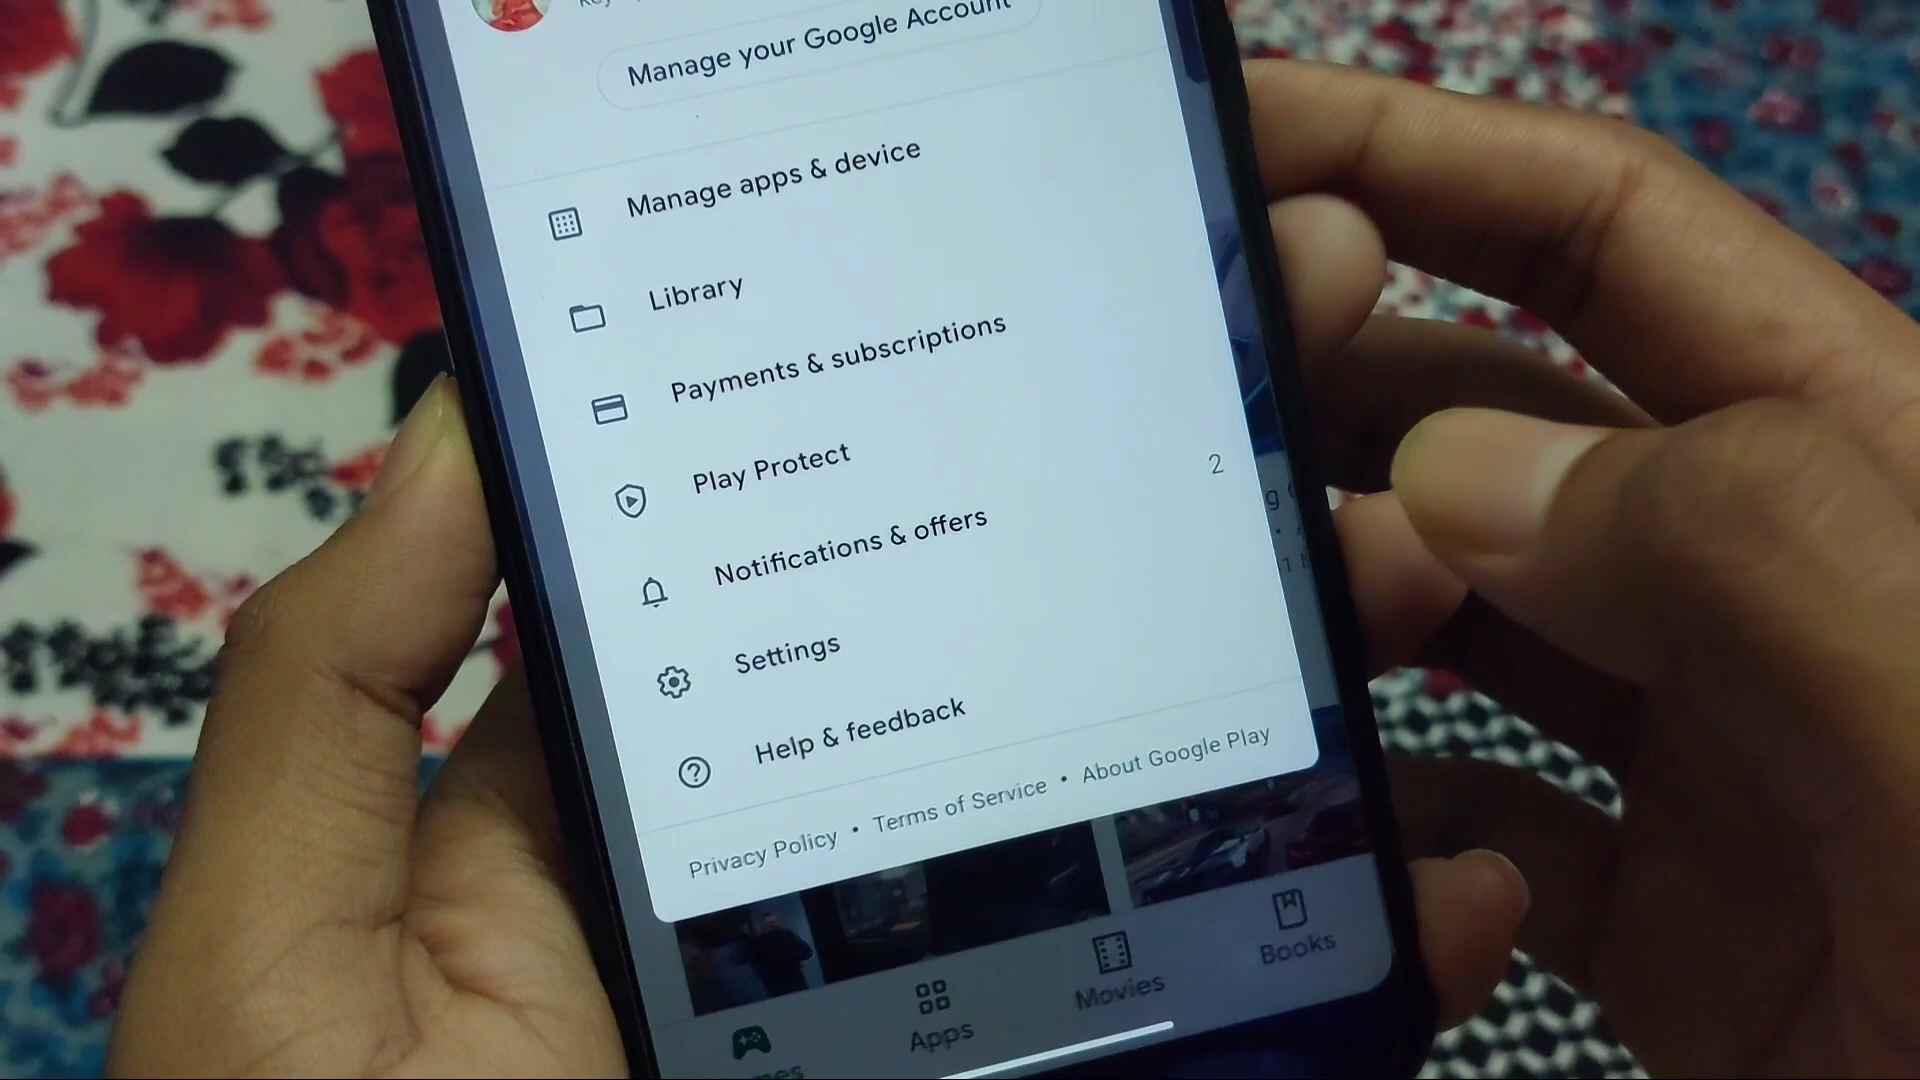 Manage your Google Account
Manage apps & device
Library
Payments & subscriptions
Play Protect
2
Notifications & offers
Settings
Help & feedback
Privacy Policy • Terms of Service • About Google Play
Apps
Movies
Books